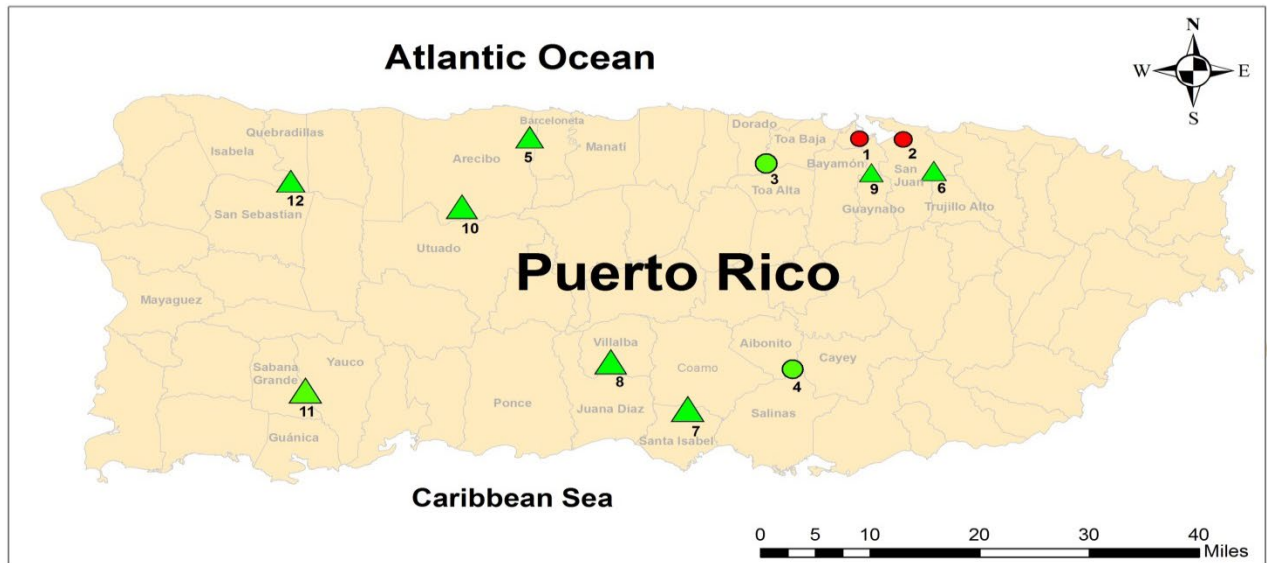 N
Atlantic Ocean
W E
S
Barceloneta
Dorado
Quebradillas
Toa Baja
Isabela
Arecibo
5
Manatí
1
2
Bayamón
San
Juan
3
Toa Alta
9
6
12
San Sebastian
10
Guaynabo
Trujillo Alto
Utuado
Puerto Rico
Mayaguez
Villalba
Aibonito
Cayey
Sabana
Grande
Yauco
Coamo
8
4
11
Ponce
Juana Diaz
Salinas
7
Guánica
Santa Isabel
Caribbean Sea
0 5 10 20 30 40
Miles